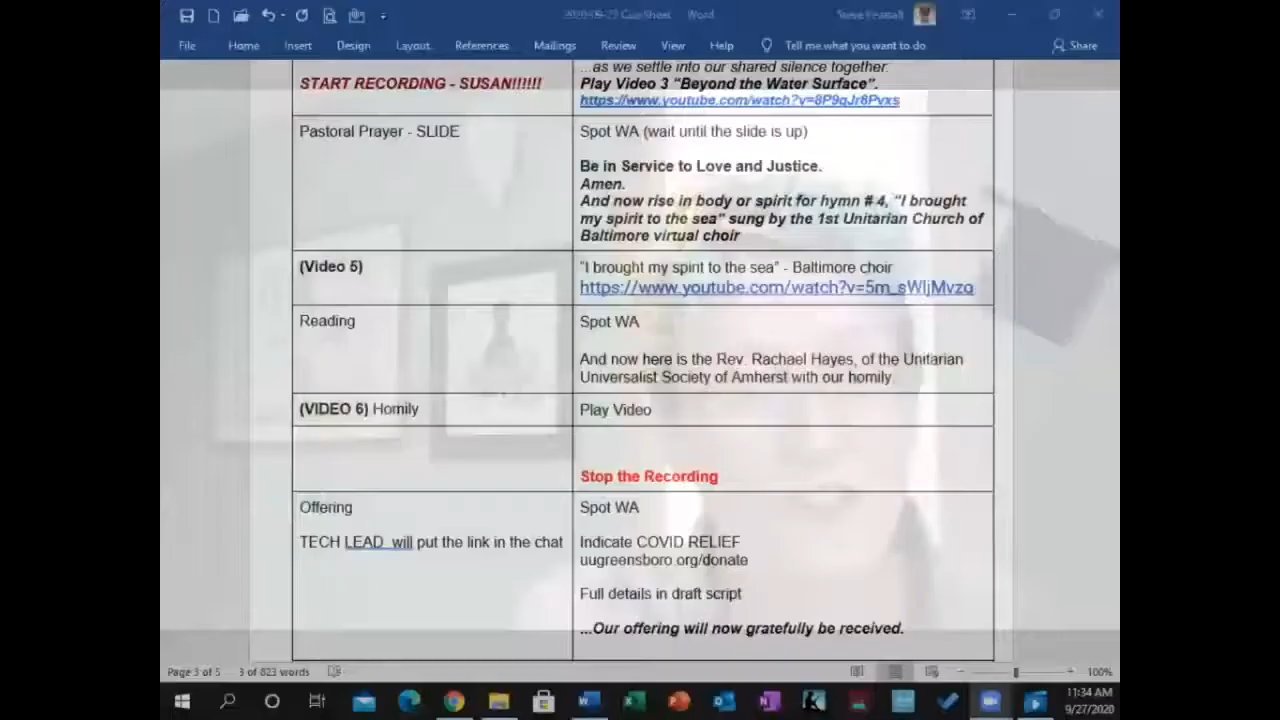 File Home Insert Design Layout References Mailings Review View Help Tell me what you want to do Share
...as we settle into our shared silence together.
START RECORDING - SUSAN!!!!!! Play Video 3 "Beyond the Water Surface".
https://www.youtube.com/watch?v=8P9qJr8Pvxs
Pastoral Prayer - SLIDE Spot WA (wait until the slide is up)
Be in Service to Love and Justice.
Amen.
And now rise in body or spirit for hymn # 4, "I brought
my spirit to the sea" sung by the 1st Unitarian Church of
Baltimore virtual choir
(Video 5) "I brought my spirit to the sea" - Baltimore choir
https://www.youtube.com/watch?v=5m_sWIjMvzo
Reading Spot WA
And now here is the Rev. Rachael Hayes, of the Unitarian
Universalist Society of Amherst with our homily.
(VIDEO 6) Homily Play Video
Stop the Recording
Offering Spot WA
TECH LEAD will put the link in the chat Indicate COVID RELIEF
uugreensboro.org/donate
Full details in draft script
...Our offering will now gratefully be received.
Page 3 of 5 3 of 823 words 100%
11:34 AM
9/27/2020